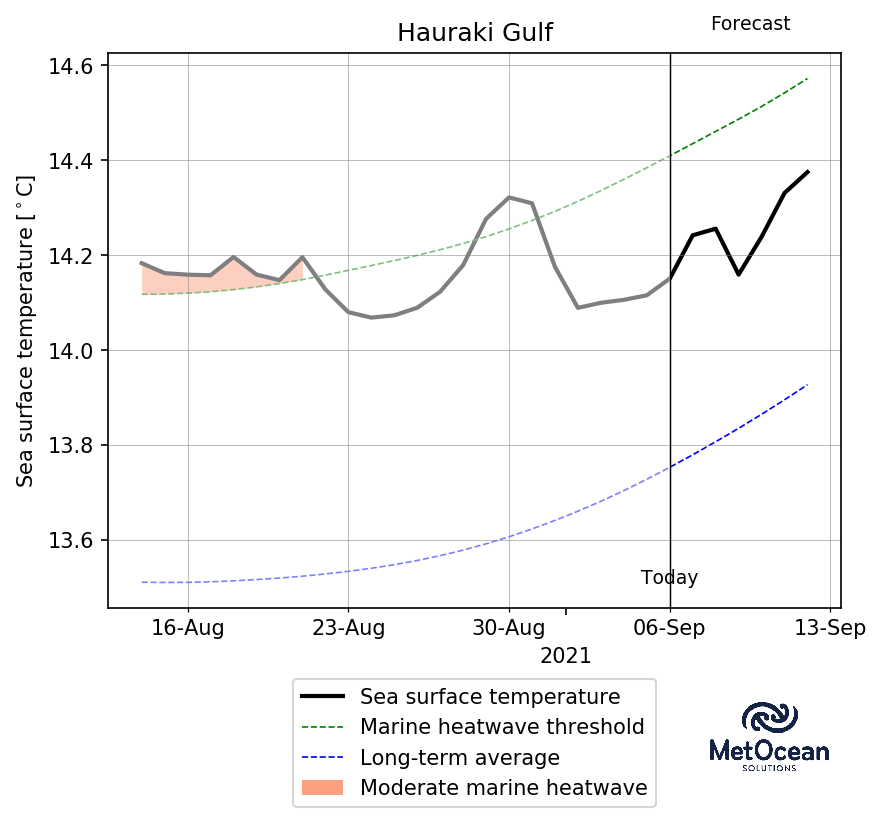 Forecast
Hauraki Gulf
Sea surface temperature [°C]
14.6
14.4
14.2
14.0
13.8
13.6
Today
16-Aug 23-Aug 30-Aug 06-Sep 13-Sep
2021
Sea surface temperature
Marine heatwave threshold
Long-term average
Moderate marine heatwave
MetOcean
SOLUTIONS